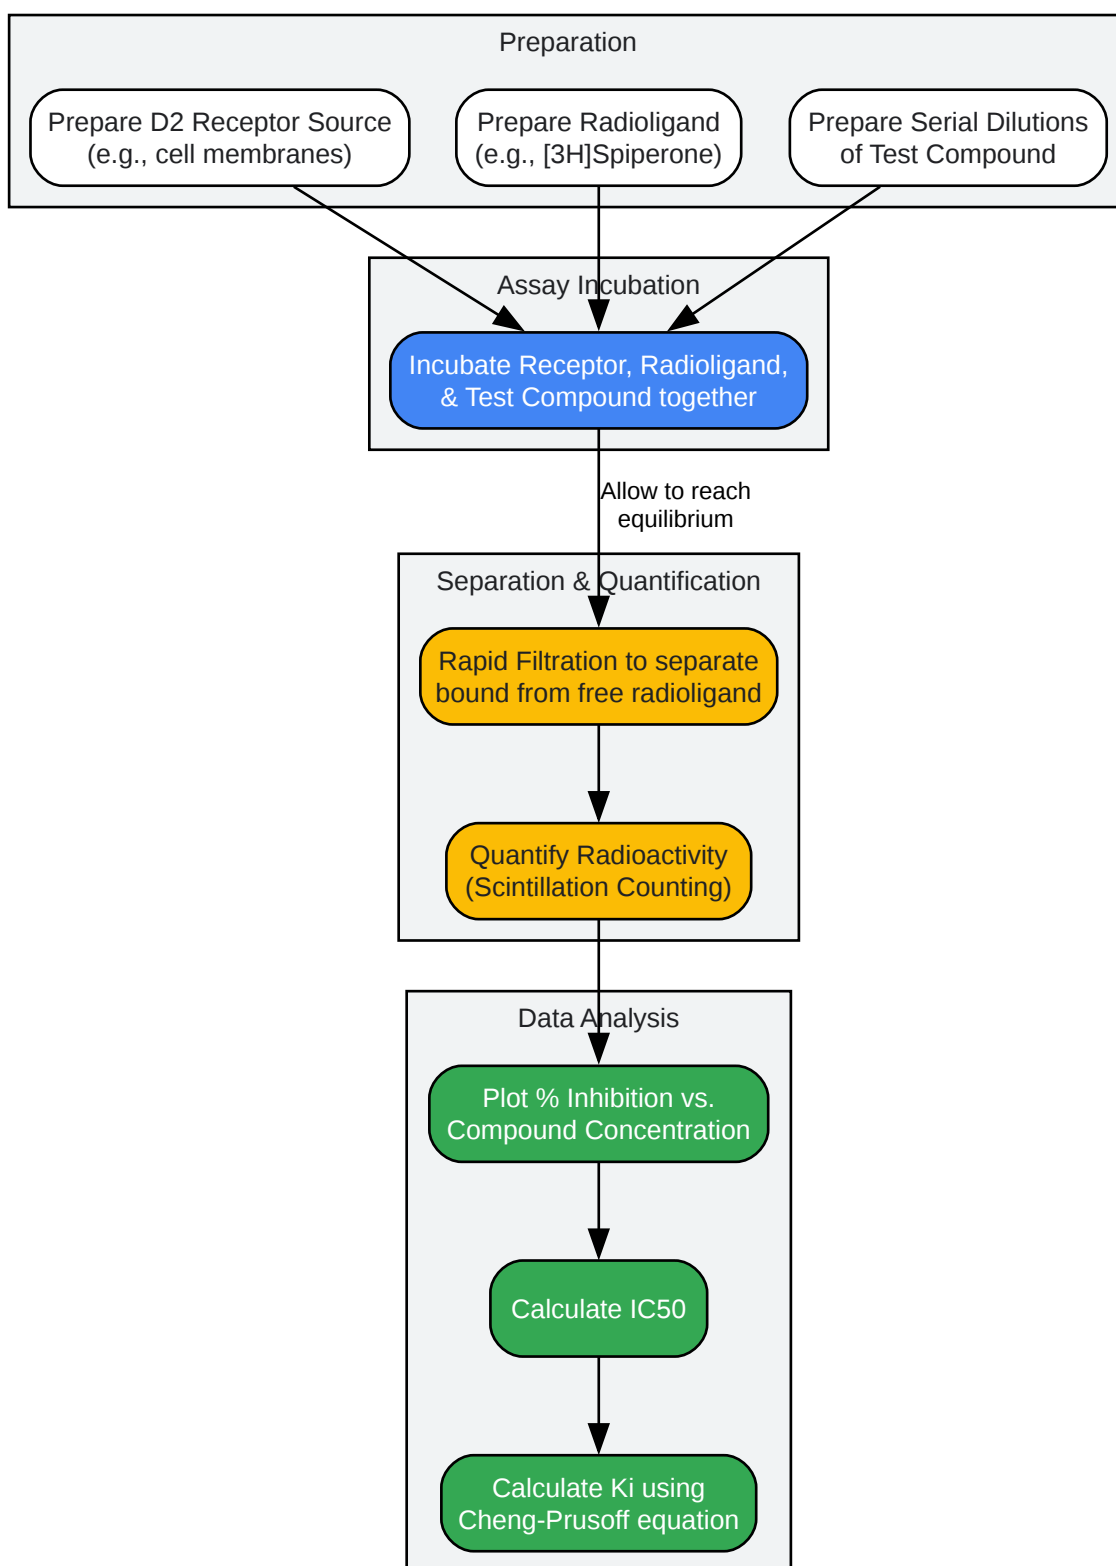 Preparation
Prepare D2 Receptor Source
(e.g., cell membranes)
Prepare Radioligand
(e.g., [3H]Spiperone)
Prepare Serial Dilutions
of Test Compound
Assay Incubation
Incubate Receptor, Radioligand,
& Test Compound together
Allow to reach
equilibrium
Separation & Quantification
Rapid Filtration to separate
bound from free radioligand
Quantify Radioactivity
(Scintillation Counting)
Data Analysis
Plot % Inhibition vs.
Compound Concentration
Calculate IC50
Calculate Ki using
Cheng-Prusoff equation